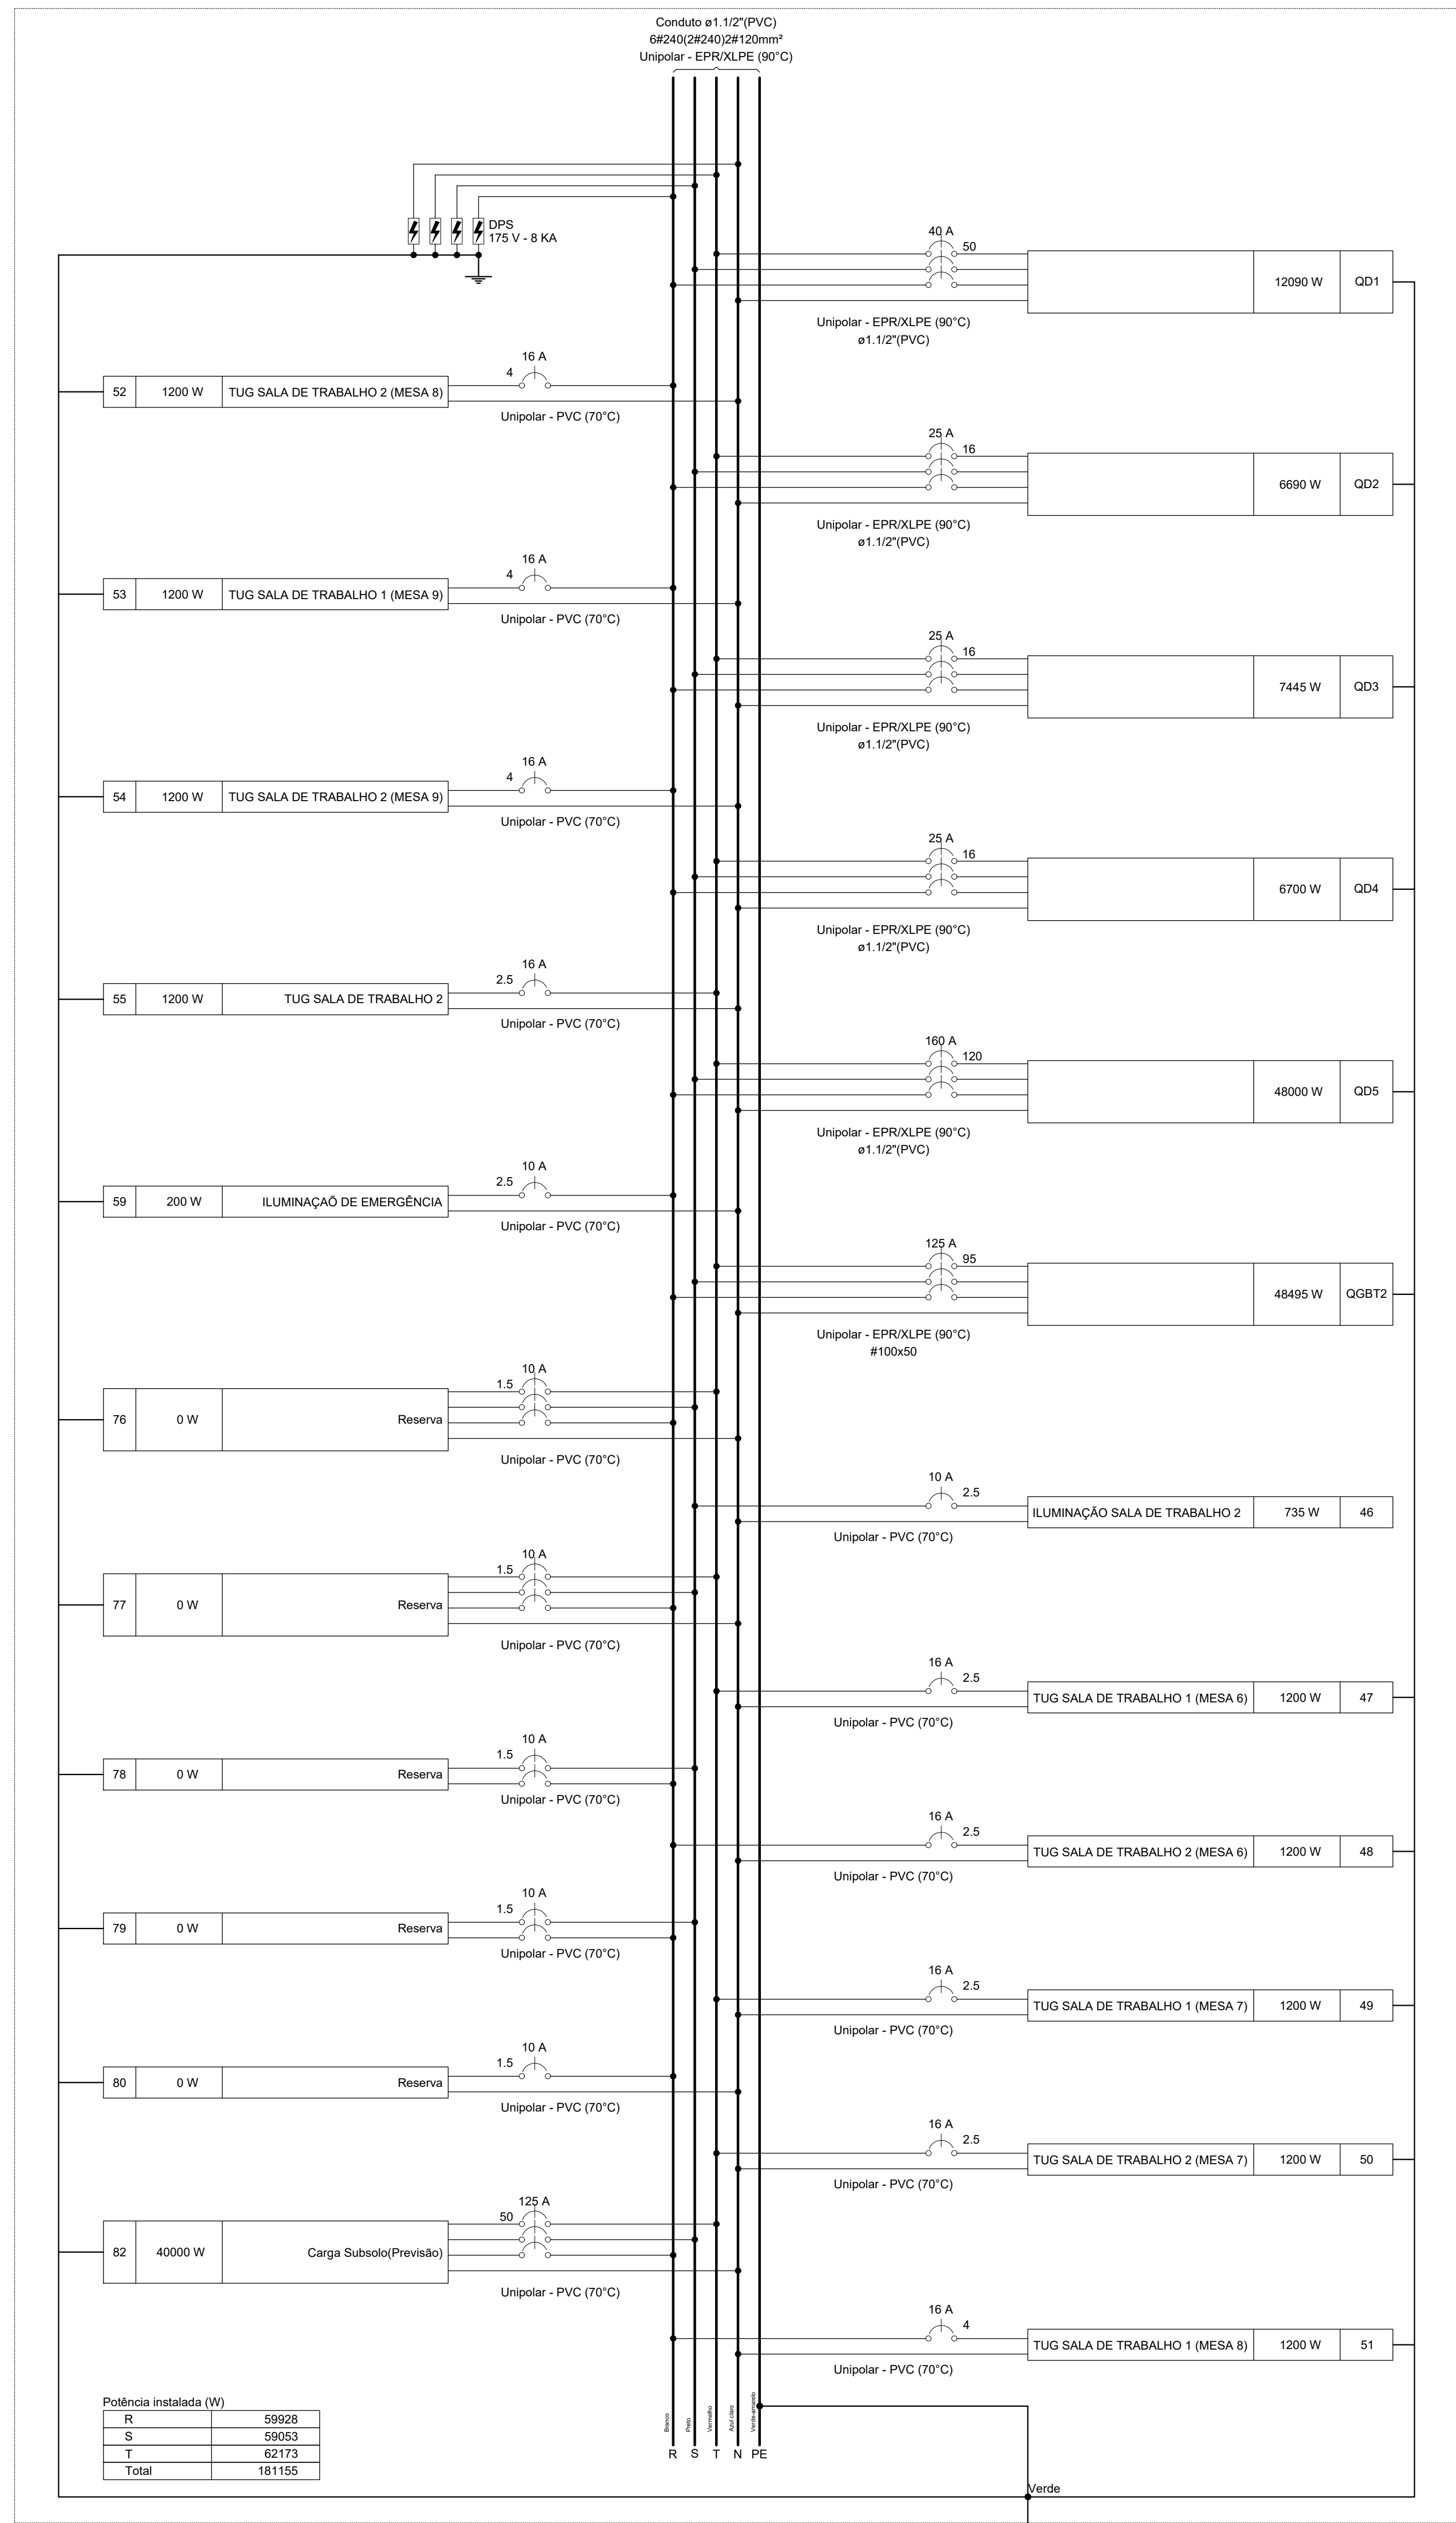 Conduto ø1.1/2"(PVC)
6#240(2#240)2#120mm²
Unipolar - EPR/XLPE (90°C)
DPS
175 V - 8 KA
40 A
50
12090 W
QD1
Unipolar - EPR/XLPE (90°C)
ø1.1/2"(PVC)
16 A
4
52
1200 W
TUG SALA DE TRABALHO 2 (MESA 8)
Unipolar - PVC (70°C)
25 A
16
6690 W
QD2
Unipolar - EPR/XLPE (90°C)
ø1.1/2"(PVC)
16 A
4
53
1200 W
TUG SALA DE TRABALHO 1 (MESA 9)
Unipolar - PVC (70°C)
25 A
16
7445 W
QD3
Unipolar - EPR/XLPE (90°C)
ø1.1/2"(PVC)
16 A
4
54
1200 W
TUG SALA DE TRABALHO 2 (MESA 9)
Unipolar - PVC (70°C)
25 A
16
6700 W
QD4
Unipolar - EPR/XLPE (90°C)
ø1.1/2"(PVC)
16 A
2.5
55
1200 W
TUG SALA DE TRABALHO 2
Unipolar - PVC (70°C)
160 A
120
48000 W
QD5
Unipolar - EPR/XLPE (90°C)
ø1.1/2"(PVC)
10 A
2.5
59
200 W
ILUMINAÇAÕ DE EMERGÊNCIA
Unipolar - PVC (70°C)
125 A
95
48495 W
QGBT2
Unipolar - EPR/XLPE (90°C)
#100x50
10 A
1.5
76
0 W
Reserva
Unipolar - PVC (70°C)
10 A
2.5
ILUMINAÇÃO SALA DE TRABALHO 2
735 W
46
Unipolar - PVC (70°C)
10 A
1.5
77
0 W
Reserva
Unipolar - PVC (70°C)
16 A
2.5
TUG SALA DE TRABALHO 1 (MESA 6)
1200 W
47
Unipolar - PVC (70°C)
10 A
1.5
78
0 W
Reserva
Unipolar - PVC (70°C)
16 A
2.5
TUG SALA DE TRABALHO 2 (MESA 6)
1200 W
48
Unipolar - PVC (70°C)
10 A
1.5
79
0 W
Reserva
Unipolar - PVC (70°C)
16 A
2.5
TUG SALA DE TRABALHO 1 (MESA 7)
1200 W
49
Unipolar - PVC (70°C)
10 A
1.5
80
0 W
Reserva
Unipolar - PVC (70°C)
16 A
2.5
TUG SALA DE TRABALHO 2 (MESA 7)
1200 W
50
Unipolar - PVC (70°C)
125 A
50
82
40000 W
Carga Subsolo(Previsão)
Unipolar - PVC (70°C)
16 A
4
TUG SALA DE TRABALHO 1 (MESA 8)
1200 W
51
Unipolar - PVC (70°C)
Potência instalada (W)
R 59928
S 59053
T 62173
Total 181155
Branco
Preto
Vermelho
Azul claro
Verde-amarelo
R S T N PE
Verde